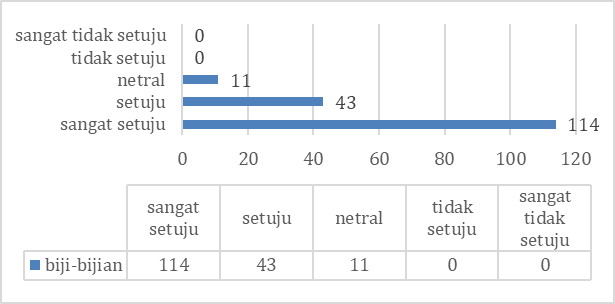 sangat tidak setuju 0
tidak setuju 0
netral 11
setuju 43
sangat setuju 114
0 20 40 60 80 100 120
sangat setuju setuju netral tidak setuju sangat tidak setuju
biji-bijian 114 43 11 0 0